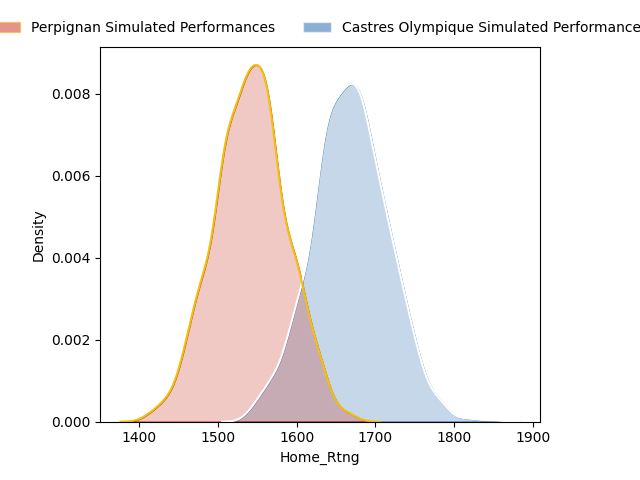 Perpignan Simulated Performances
Castres Olympique Simulated Performance
0.008
0.006
0.004
0.002
0.000
Density
1400 1500 1600 1700 1800 1900
Home_Rtng